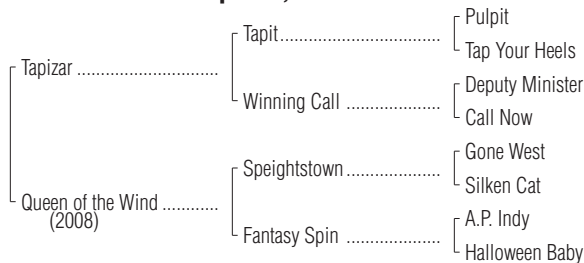 Pulpit
Tapit
Tap Your Heels
Tapizar
Deputy Minister
Winning Call
Call Now
Gone West
Speightstown
Silken Cat
Queen of the Wind
(2008)
A.P. Indy
Fantasy Spin
Halloween Baby